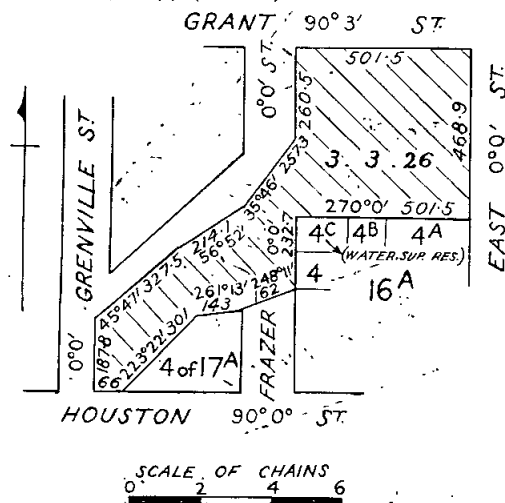 GRANT 90°3' ST.
501·5
0°0' ST.
260·5
468·9
EAST 0°0' ST.
GRENVILLE ST.
0°0'
257·3
35°46'
3 3 26
270°0' 501·5
214·1
56°52'
0°0'
232·7
4C 4B 4A
(WATER. SUP. RES.)
327·5
45°47'
261°13'
143
248°11'
62
4
16A
187·8
223°22' 301
66
4 of 17A
FRAZER
HOUSTON 90°0' ST.
SCALE OF CHAINS
0 2 4 6